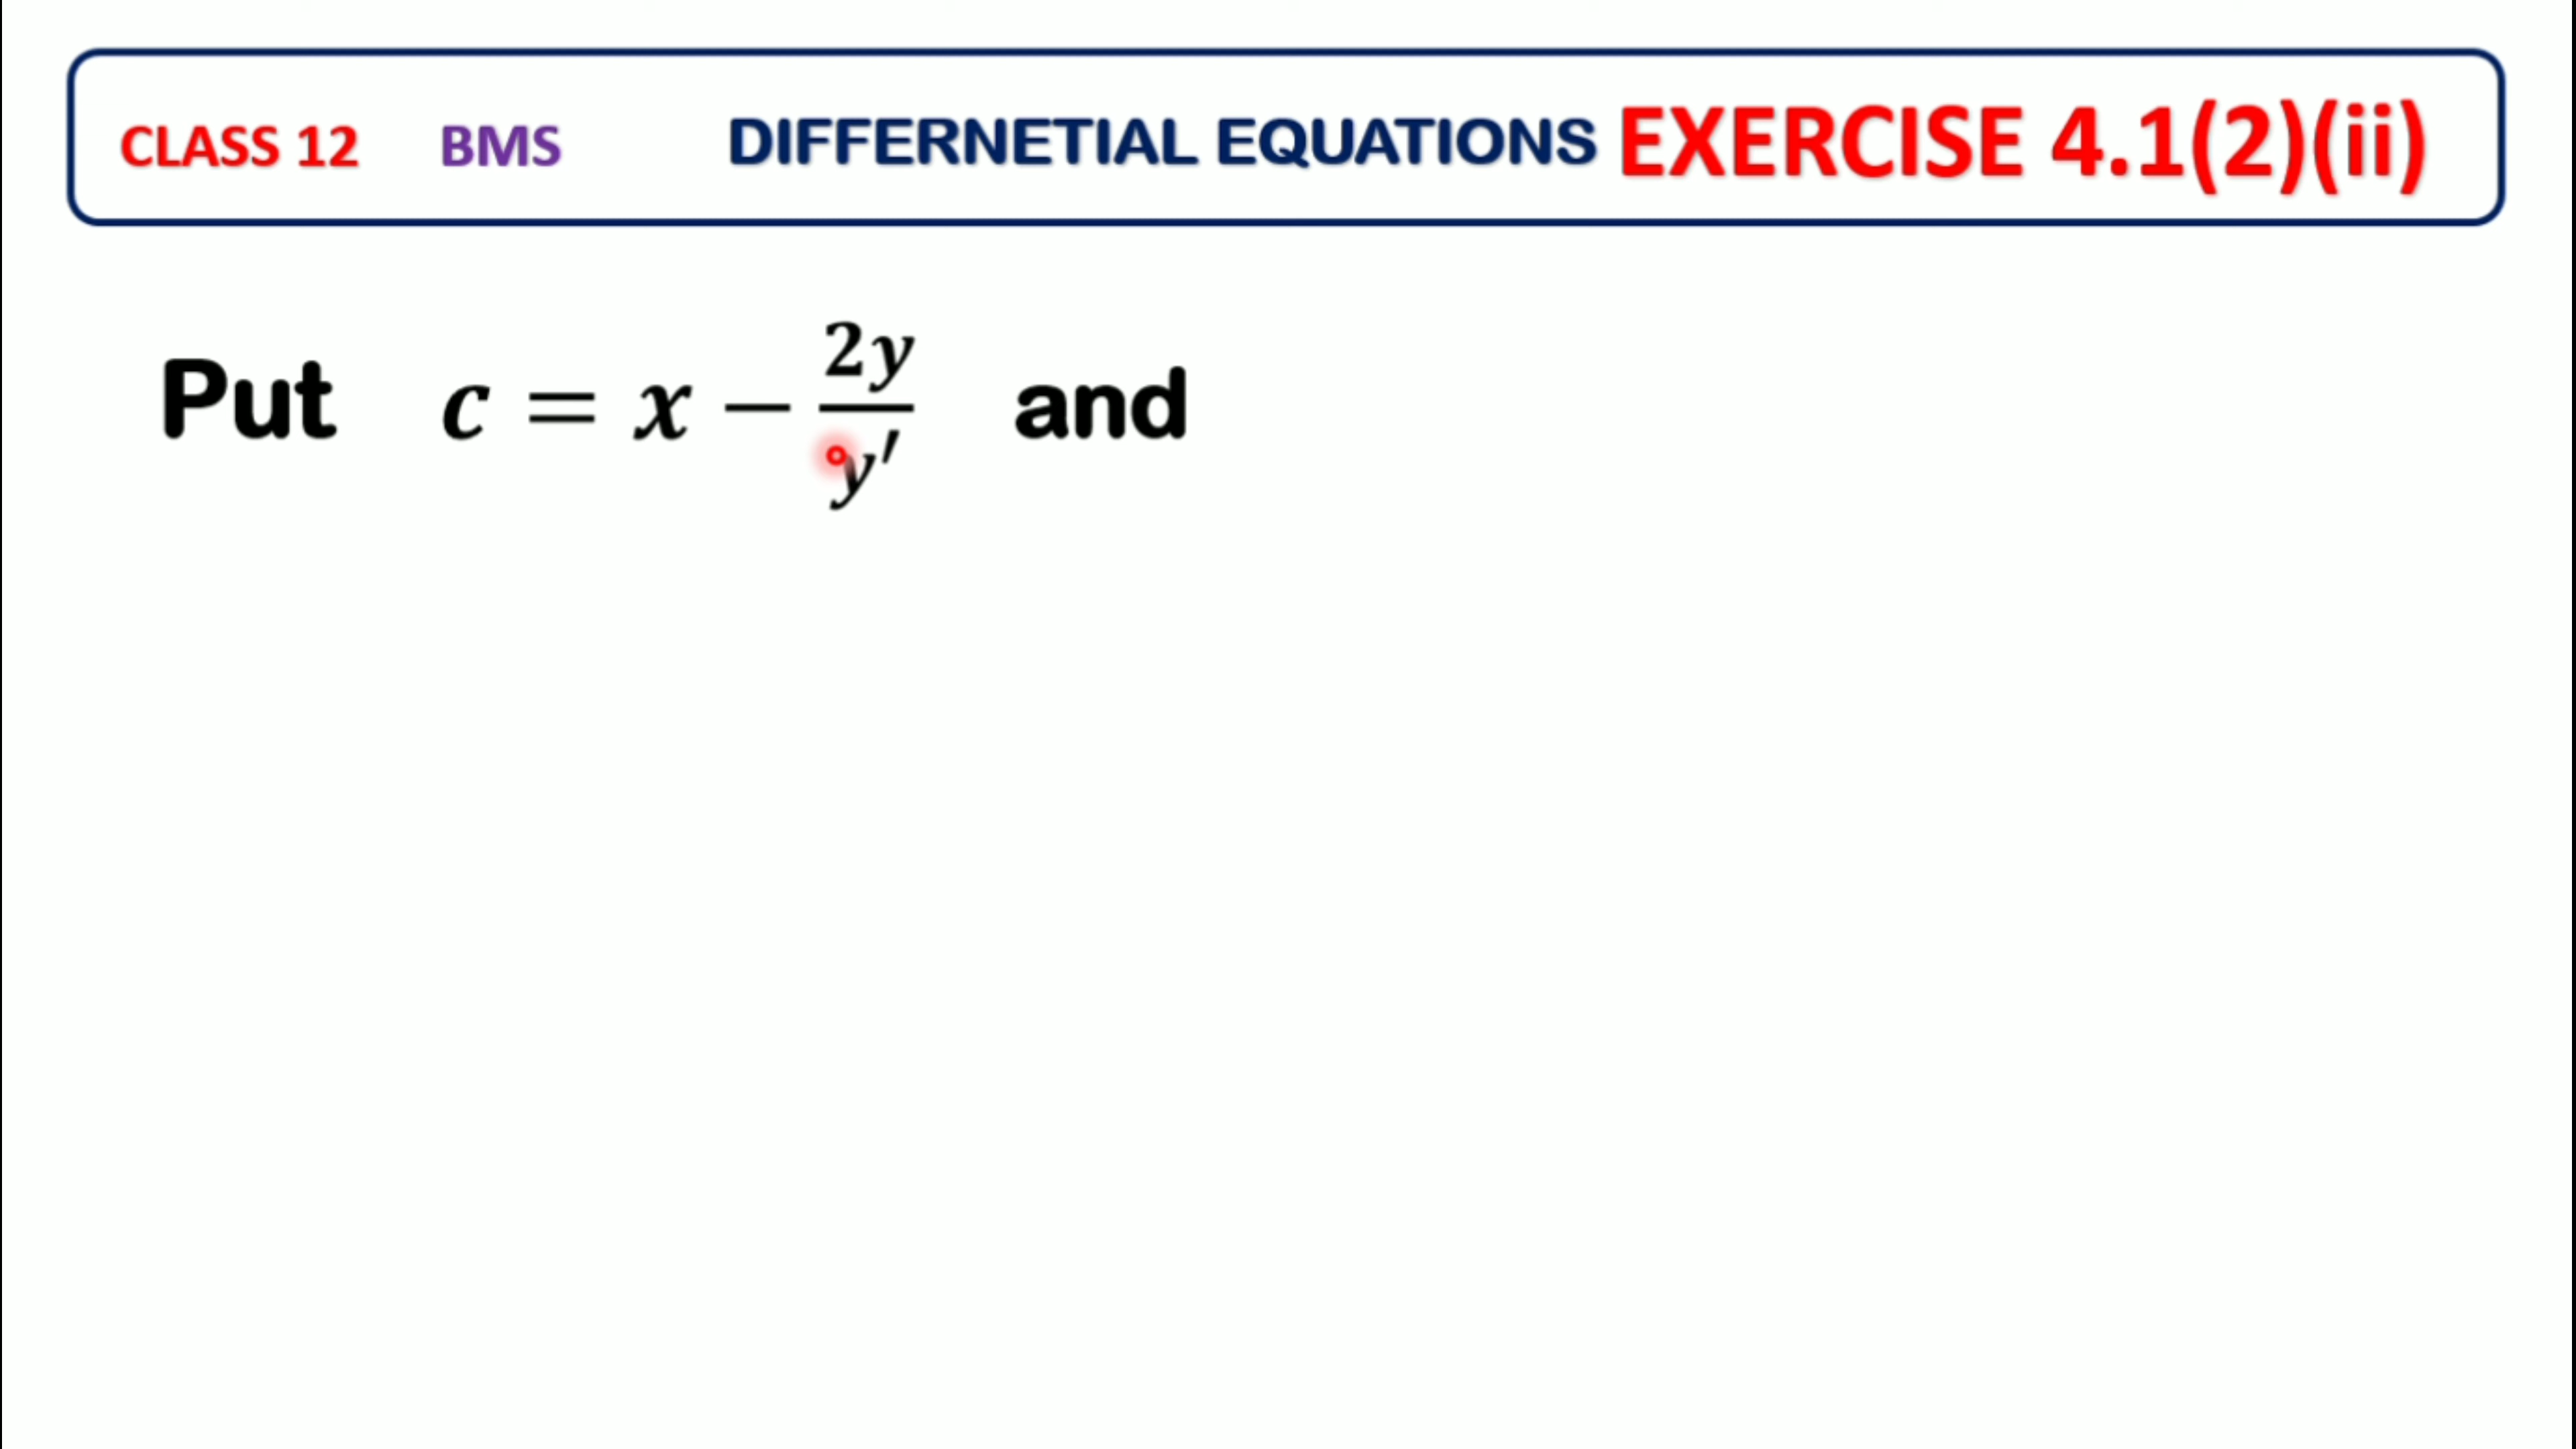 CLASS 12 BMS DIFFERNETIAL EQUATIONS EXERCISE 4.1(2)(ii)
Put c = x − 2y/y′ and